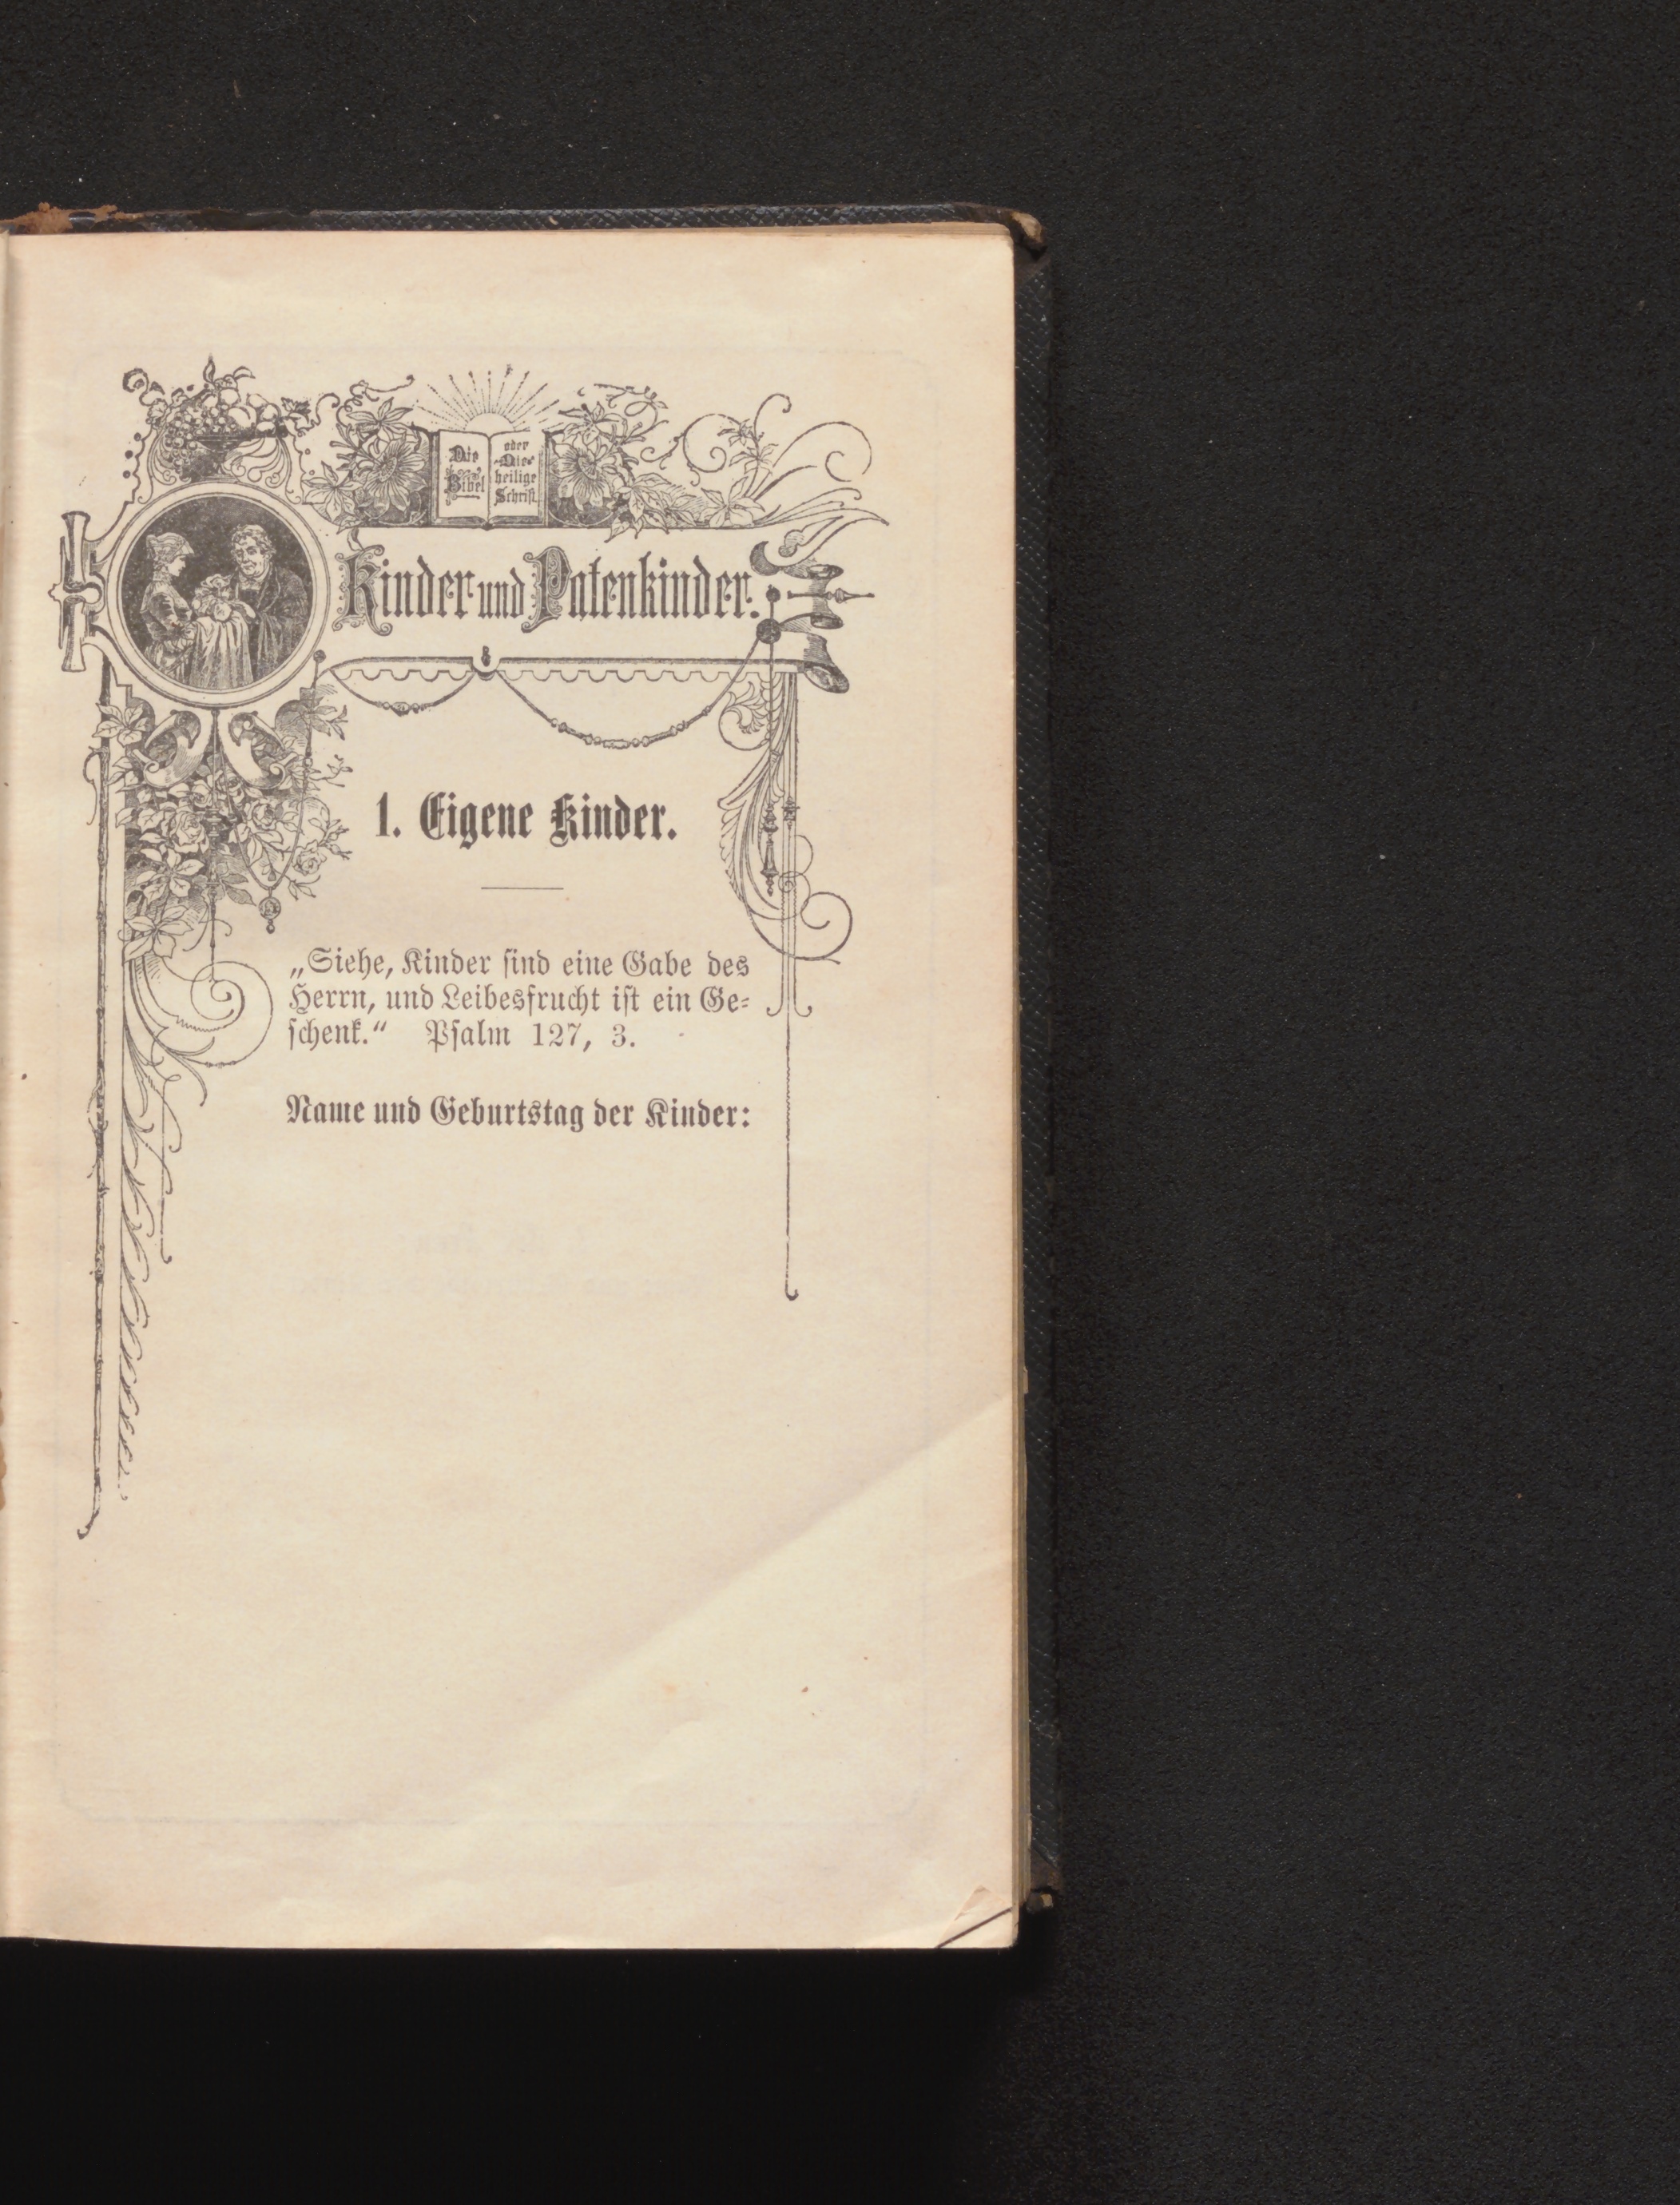 Die
Bibel
oder
Die
heilige
Schrift
Kinder und Patenkinder.
1. Eigene Kinder.
„Siehe, Kinder sind eine Gabe des
Herrn, und Leibesfrucht ist ein Ge-
schenk.“ Psalm 127, 3.
Name und Geburtstag der Kinder: